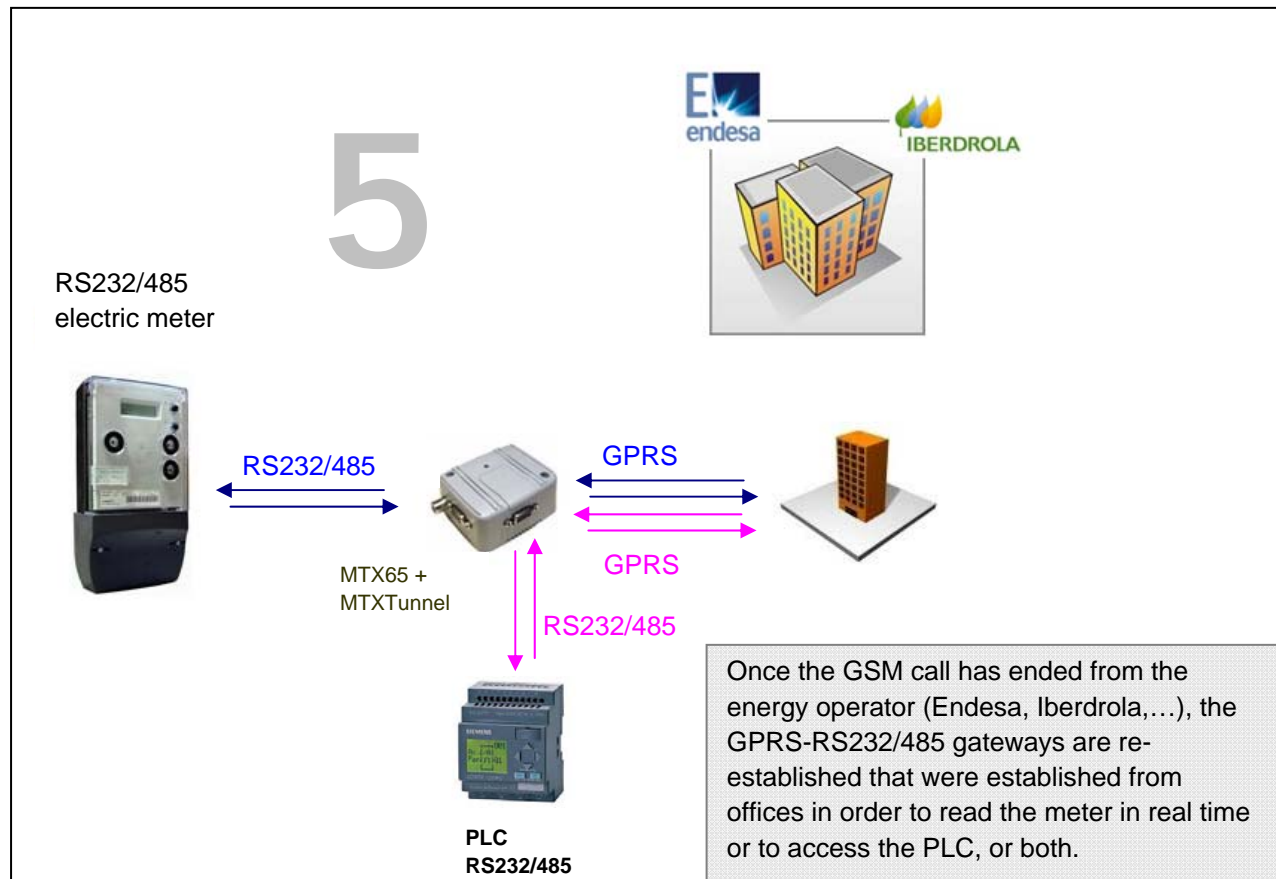 5
E
endesa
IBERDROLA
RS232/485
electric meter
RS232/485
GPRS
GPRS
MTX65 +
MTXTunnel
RS232/485
SIEMENS
PLC
RS232/485
Once the GSM call has ended from the
energy operator (Endesa, Iberdrola,…), the
GPRS-RS232/485 gateways are re-
established that were established from
offices in order to read the meter in real time
or to access the PLC, or both.